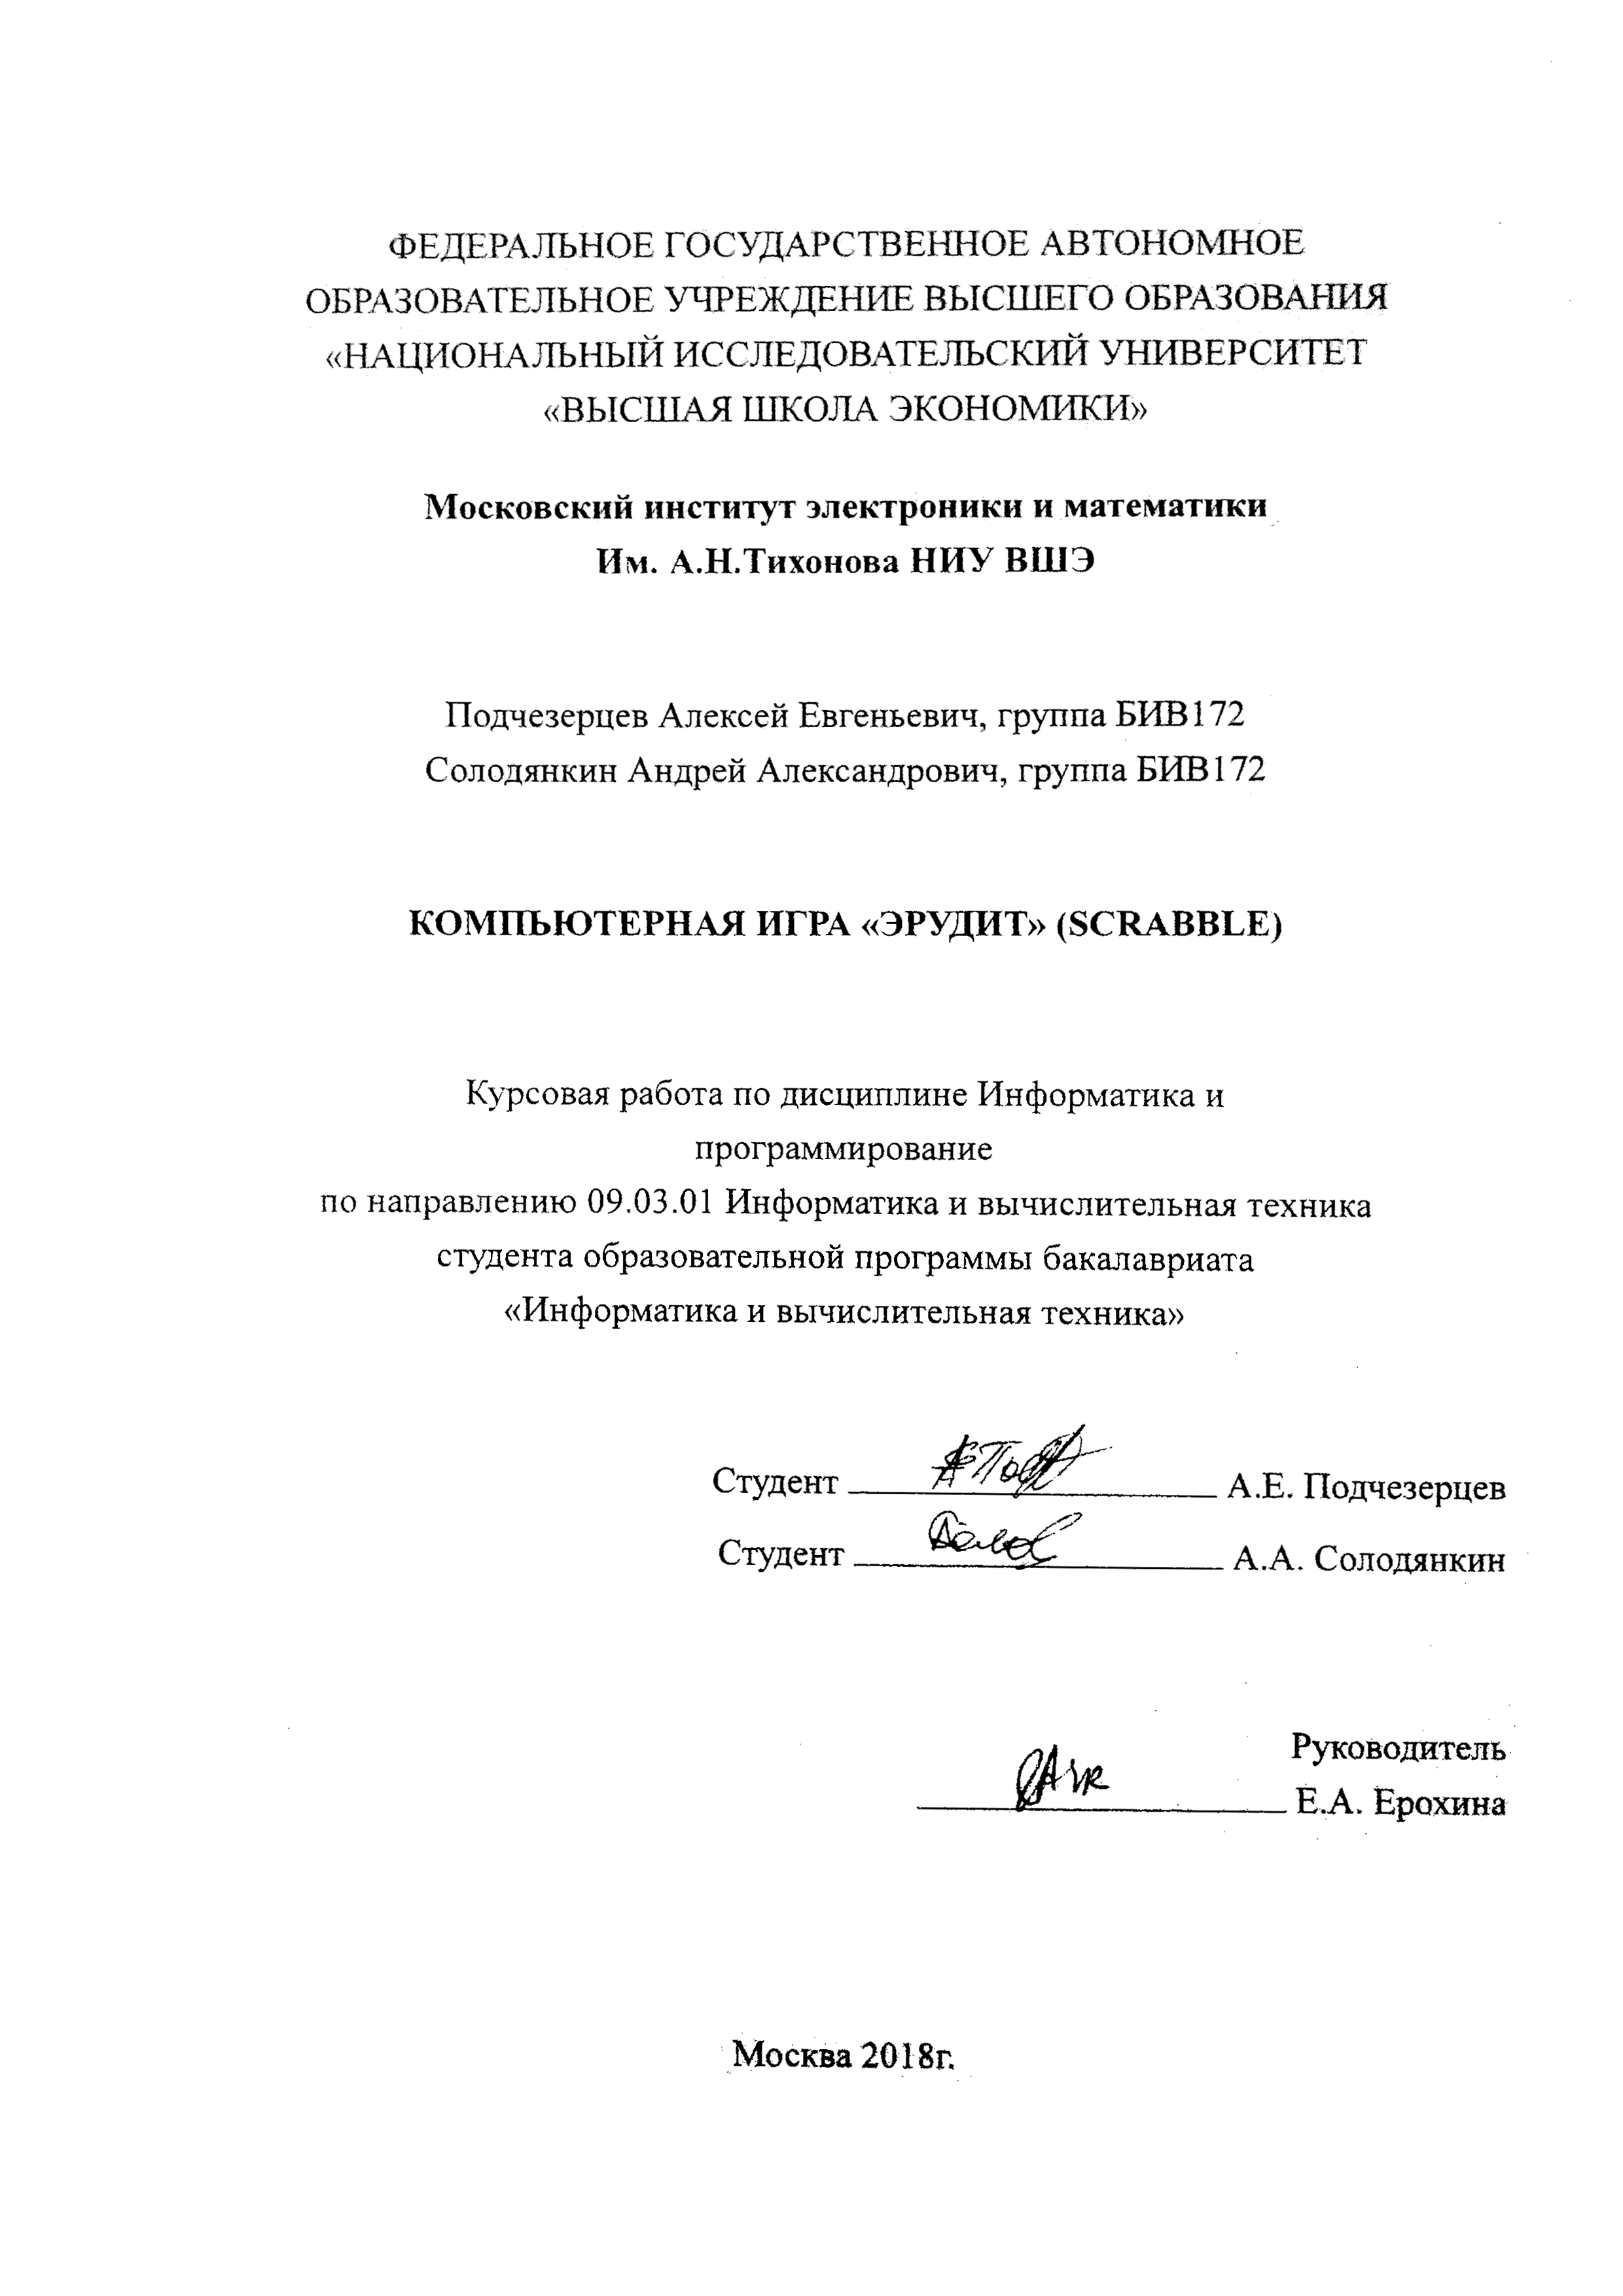 ФЕДЕРАЛЬНОЕ ГОСУДАРСТВЕННОЕ АВТОНОМНОЕ
ОБРАЗОВАТЕЛЬНОЕ УЧРЕЖДЕНИЕ ВЫСШЕГО ОБРАЗОВАНИЯ
«НАЦИОНАЛЬНЫЙ ИССЛЕДОВАТЕЛЬСКИЙ УНИВЕРСИТЕТ
«ВЫСШАЯ ШКОЛА ЭКОНОМИКИ»
Московский институт электроники и математики
Им. А.Н.Тихонова НИУ ВШЭ
Подчезерцев Алексей Евгеньевич, группа БИВ172
Солодянкин Андрей Александрович, группа БИВ172
КОМПЬЮТЕРНАЯ ИГРА «ЭРУДИТ» (SCRABBLE)
Курсовая работа по дисциплине Информатика и
программирование
по направлению 09.03.01 Информатика и вычислительная техника
студента образовательной программы бакалавриата
«Информатика и вычислительная техника»
Студент А.Е. Подчезерцев
Студент А.А. Солодянкин
Руководитель
Е.А. Ерохина
Москва 2018г.